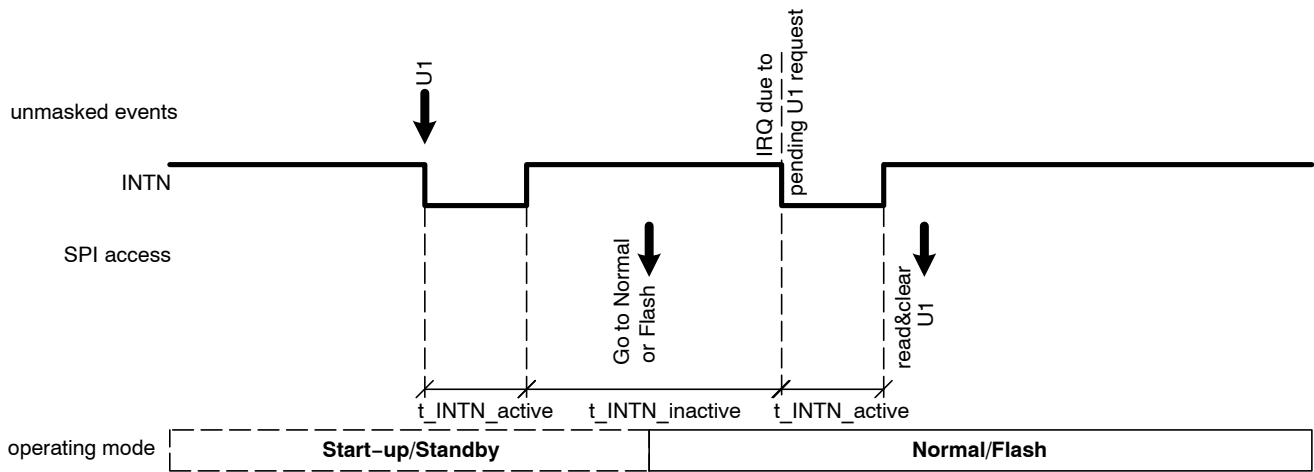 U1
IRQ due to
pending U1 request
unmasked events
INTN
SPI access
Go to Normal
or Flash
read&clear
U1
t_INTN_active
t_INTN_inactive
t_INTN_active
operating mode
Start−up/Standby
Normal/Flash